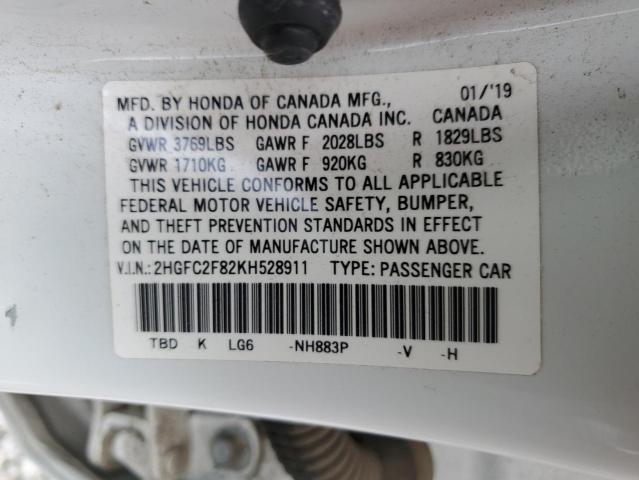 MFD. BY HONDA OF CANADA MFG., 01/'19
A DIVISION OF HONDA CANADA INC. CANADA
GVWR 3769LBS GAWR F 2028LBS R 1829LBS
GVWR 1710KG GAWR F 920KG R 830KG
THIS VEHICLE CONFORMS TO ALL APPLICABLE
FEDERAL MOTOR VEHICLE SAFETY, BUMPER,
AND THEFT PREVENTION STANDARDS IN EFFECT
ON THE DATE OF MANUFACTURE SHOWN ABOVE.
V.I.N.: 2HGFC2F82KH528911 TYPE: PASSENGER CAR
TBD K LG6 -NH883P -V -H